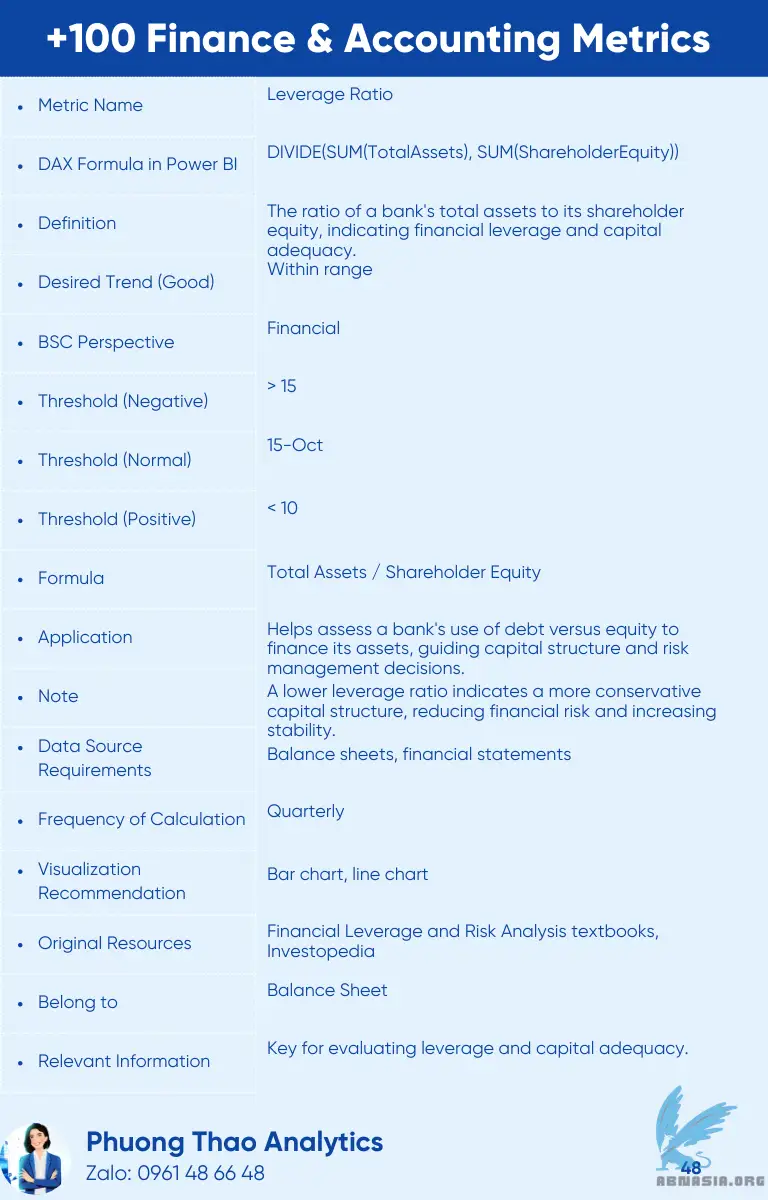 +100 Finance & Accounting Metrics
• Metric Name
Leverage Ratio
• DAX Formula in Power BI
DIVIDE(SUM(TotalAssets), SUM(ShareholderEquity))
• Definition
The ratio of a bank's total assets to its shareholder
equity, indicating financial leverage and capital
adequacy.
• Desired Trend (Good)
Within range
• BSC Perspective
Financial
• Threshold (Negative)
> 15
• Threshold (Normal)
15-Oct
• Threshold (Positive)
< 10
• Formula
Total Assets / Shareholder Equity
• Application
Helps assess a bank's use of debt versus equity to
finance its assets, guiding capital structure and risk
management decisions.
• Note
A lower leverage ratio indicates a more conservative
capital structure, reducing financial risk and increasing
stability.
• Data Source
Requirements
Balance sheets, financial statements
• Frequency of Calculation
Quarterly
• Visualization
Recommendation
Bar chart, line chart
• Original Resources
Financial Leverage and Risk Analysis textbooks,
Investopedia
• Belong to
Balance Sheet
• Relevant Information
Key for evaluating leverage and capital adequacy.
Phuong Thao Analytics
Zalo: 0961 48 66 48
48
ABNASIA.ORG